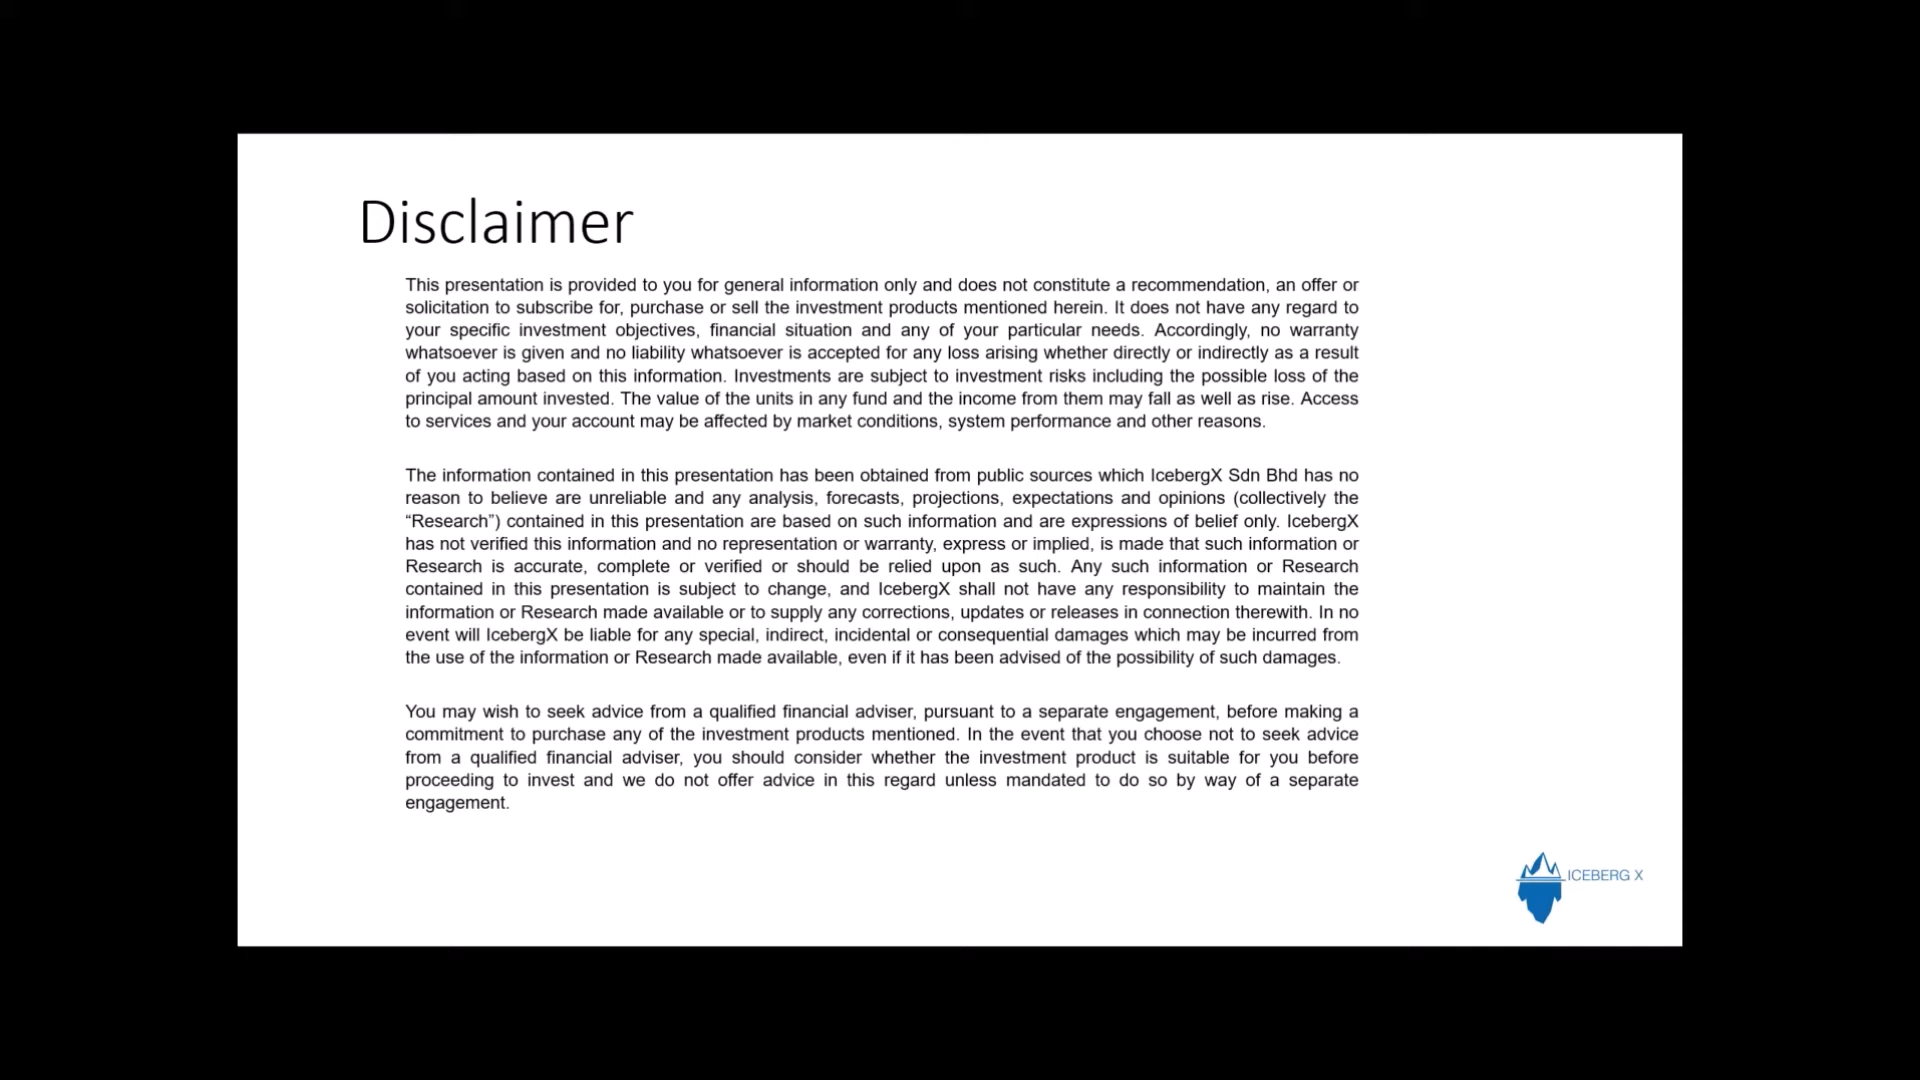 Disclaimer
This presentation is provided to you for general information only and does not constitute a recommendation, an offer or
solicitation to subscribe for, purchase or sell the investment products mentioned herein. It does not have any regard to
your specific investment objectives, financial situation and any of your particular needs. Accordingly, no warranty
whatsoever is given and no liability whatsoever is accepted for any loss arising whether directly or indirectly as a result
of you acting based on this information. Investments are subject to investment risks including the possible loss of the
principal amount invested. The value of the units in any fund and the income from them may fall as well as rise. Access
to services and your account may be affected by market conditions, system performance and other reasons.
The information contained in this presentation has been obtained from public sources which IcebergX Sdn Bhd has no
reason to believe are unreliable and any analysis, forecasts, projections, expectations and opinions (collectively the
“Research”) contained in this presentation are based on such information and are expressions of belief only. IcebergX
has not verified this information and no representation or warranty, express or implied, is made that such information or
Research is accurate, complete or verified or should be relied upon as such. Any such information or Research
contained in this presentation is subject to change, and IcebergX shall not have any responsibility to maintain the
information or Research made available or to supply any corrections, updates or releases in connection therewith. In no
event will IcebergX be liable for any special, indirect, incidental or consequential damages which may be incurred from
the use of the information or Research made available, even if it has been advised of the possibility of such damages.
You may wish to seek advice from a qualified financial adviser, pursuant to a separate engagement, before making a
commitment to purchase any of the investment products mentioned. In the event that you choose not to seek advice
from a qualified financial adviser, you should consider whether the investment product is suitable for you before
proceeding to invest and we do not offer advice in this regard unless mandated to do so by way of a separate
engagement.
ICEBERG X